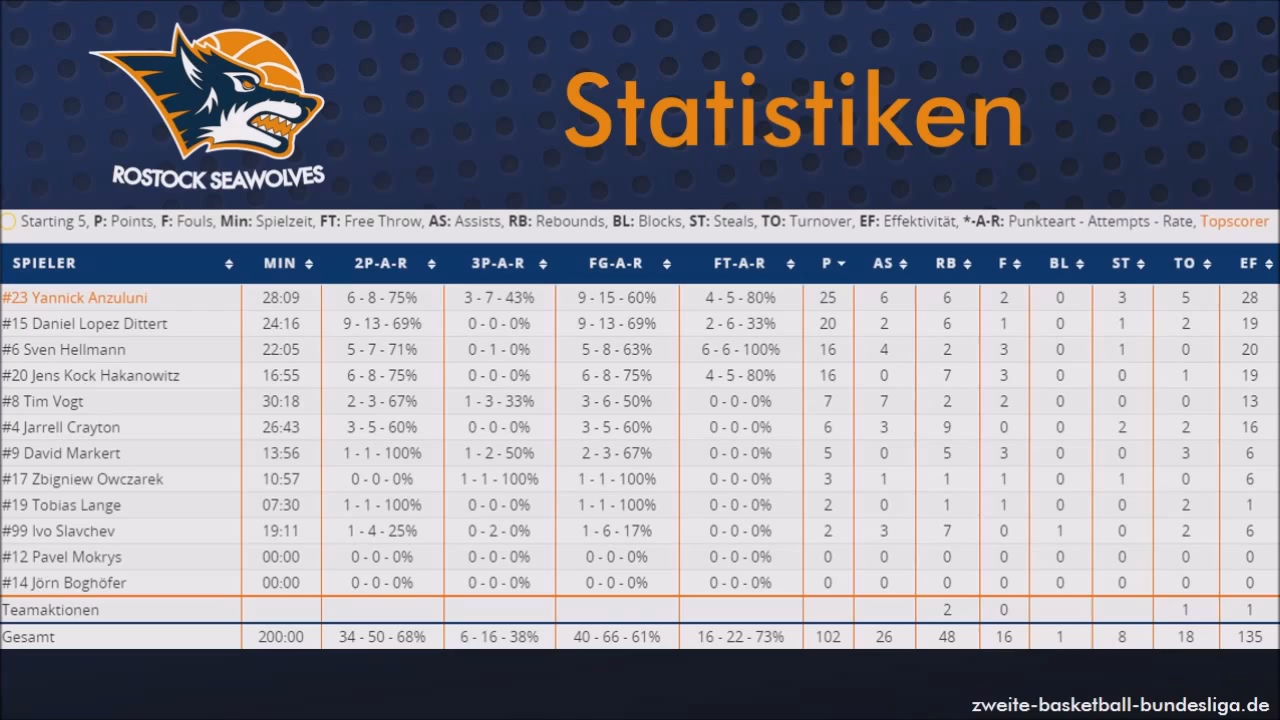 ROSTOCK SEAWOLVES
Statistiken
Starting 5, P: Points, F: Fouls, Min: Spielzeit, FT: Free Throw, AS: Assists, RB: Rebounds, BL: Blocks, ST: Steals, TO: Turnover, EF: Effektivität, *-A-R: Punkteart - Attempts - Rate, Topscorer
SPIELER MIN 2P-A-R 3P-A-R FG-A-R FT-A-R P AS RB F BL ST TO EF
#23 Yannick Anzuluni 28:09 6 - 8 - 75% 3 - 7 - 43% 9 - 15 - 60% 4 - 5 - 80% 25 6 6 2 0 3 5 28
#15 Daniel Lopez Dittert 24:16 9 - 13 - 69% 0 - 0 - 0% 9 - 13 - 69% 2 - 6 - 33% 20 2 6 1 0 1 2 19
#6 Sven Hellmann 22:05 5 - 7 - 71% 0 - 1 - 0% 5 - 8 - 63% 6 - 6 - 100% 16 4 2 3 0 1 0 20
#20 Jens Kock Hakanowitz 16:55 6 - 8 - 75% 0 - 0 - 0% 6 - 8 - 75% 4 - 5 - 80% 16 0 7 3 0 0 1 19
#8 Tim Vogt 30:18 2 - 3 - 67% 1 - 3 - 33% 3 - 6 - 50% 0 - 0 - 0% 7 7 2 2 0 0 0 13
#4 Jarrell Crayton 26:43 3 - 5 - 60% 0 - 0 - 0% 3 - 5 - 60% 0 - 0 - 0% 6 3 9 0 0 2 2 16
#9 David Markert 13:56 1 - 1 - 100% 1 - 2 - 50% 2 - 3 - 67% 0 - 0 - 0% 5 0 5 3 0 0 3 6
#17 Zbigniew Owczarek 10:57 0 - 0 - 0% 1 - 1 - 100% 1 - 1 - 100% 0 - 0 - 0% 3 1 1 1 0 1 0 6
#19 Tobias Lange 07:30 1 - 1 - 100% 0 - 0 - 0% 1 - 1 - 100% 0 - 0 - 0% 2 0 1 1 0 0 2 1
#99 Ivo Slavchev 19:11 1 - 4 - 25% 0 - 2 - 0% 1 - 6 - 17% 0 - 0 - 0% 2 3 7 0 1 0 2 6
#12 Pavel Mokrys 00:00 0 - 0 - 0% 0 - 0 - 0% 0 - 0 - 0% 0 - 0 - 0% 0 0 0 0 0 0 0 0
#14 Jörn Boghöfer 00:00 0 - 0 - 0% 0 - 0 - 0% 0 - 0 - 0% 0 - 0 - 0% 0 0 0 0 0 0 0 0
Teamaktionen 2 0 1 1
Gesamt 200:00 34 - 50 - 68% 6 - 16 - 38% 40 - 66 - 61% 16 - 22 - 73% 102 26 48 16 1 8 18 135
zweite-basketball-bundesliga.de